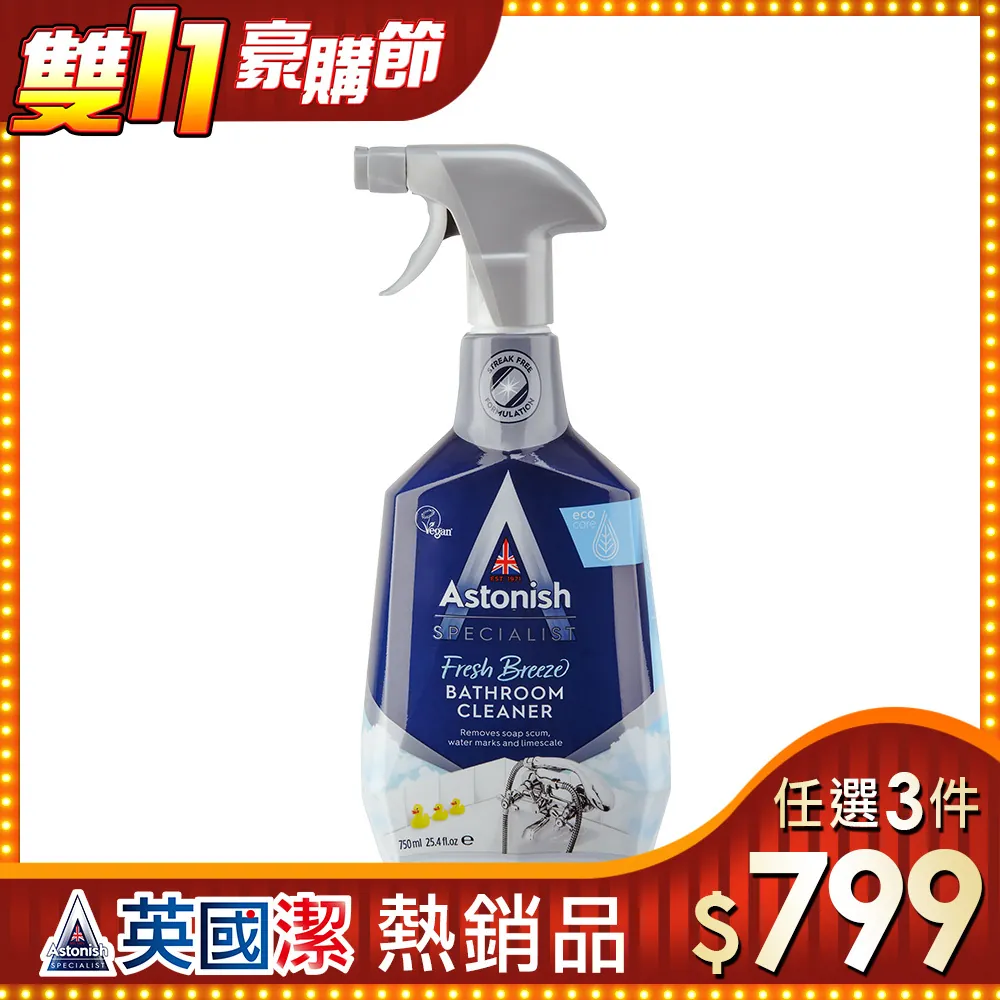 雙11豪購節
STREAK FREE
FORMULATION
Vegan
eco
care
EST 1971
Astonish
SPECIALIST
Fresh Breeze
BATHROOM
CLEANER
Removes soap scum,
water marks and limescale
750ml 25.4fl.oz e
任選3件
$799
Astonish
SPECIALIST
英國潔 熱銷品